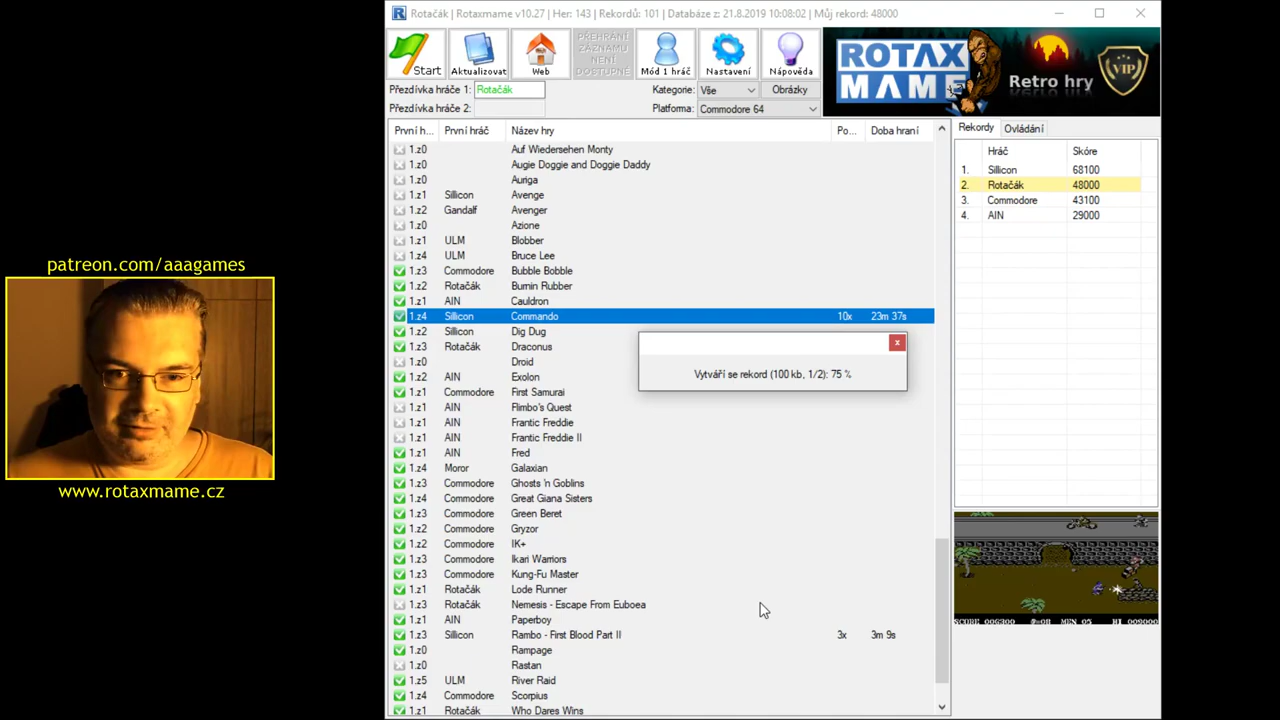 Rotačák | Rotaxmame v10.27 | Her: 143 | Rekordů: 101 | Databáze z: 21.8.2019 10:08:02 | Můj rekord: 48000
Start
Aktualizovat
Web
PŘEHRÁNÍ ZÁZNAMU NENÍ DOSTUPNÉ
Mód 1 hráč
Nastavení
Nápověda
ROTAX MAME
Retro hry
VIP
Přezdívka hráče 1: Rotačák Kategorie: Vše Obrázky
Přezdívka hráče 2: Platforma: Commodore 64
Rekordy Ovládání
První h... První hráč Název hry Po... Doba hraní
1.z0 Auf Wiedersehen Monty
1.z0 Augie Doggie and Doggie Daddy
1.z0 Auriga
1.z1 Sillicon Avenge
1.z2 Gandalf Avenger
1.z0 Azione
1.z1 ULM Blobber
1.z4 ULM Bruce Lee
1.z3 Commodore Bubble Bobble
1.z2 Rotačák Burnin Rubber
1.z1 AIN Cauldron
1.z4 Sillicon Commando 10x 23m 37s
1.z2 Sillicon Dig Dug
1.z3 Rotačák Draconus
1.z0 Droid
1.z2 AIN Exolon
1.z1 Commodore First Samurai
1.z1 AIN Flimbo's Quest
1.z1 AIN Frantic Freddie
1.z1 AIN Frantic Freddie II
1.z1 AIN Fred
1.z4 Moror Galaxian
1.z3 Commodore Ghosts 'n Goblins
1.z4 Commodore Great Giana Sisters
1.z3 Commodore Green Beret
1.z2 Commodore Gryzor
1.z2 Commodore IK+
1.z3 Commodore Ikari Warriors
1.z3 Commodore Kung-Fu Master
1.z1 Rotačák Lode Runner
1.z3 Rotačák Nemesis - Escape From Euboea
1.z1 AIN Paperboy
1.z3 Sillicon Rambo - First Blood Part II 3x 3m 9s
1.z0 Rampage
1.z0 Rastan
1.z5 ULM River Raid
1.z4 Commodore Scorpius
1.z1 Rotačák Who Dares Wins
Vytváří se rekord (100 kb, 1/2): 75 %
Hráč Skóre
1. Sillicon 68100
2. Rotačák 48000
3. Commodore 43100
4. AIN 29000
patreon.com/aaagames
www.rotaxmame.cz